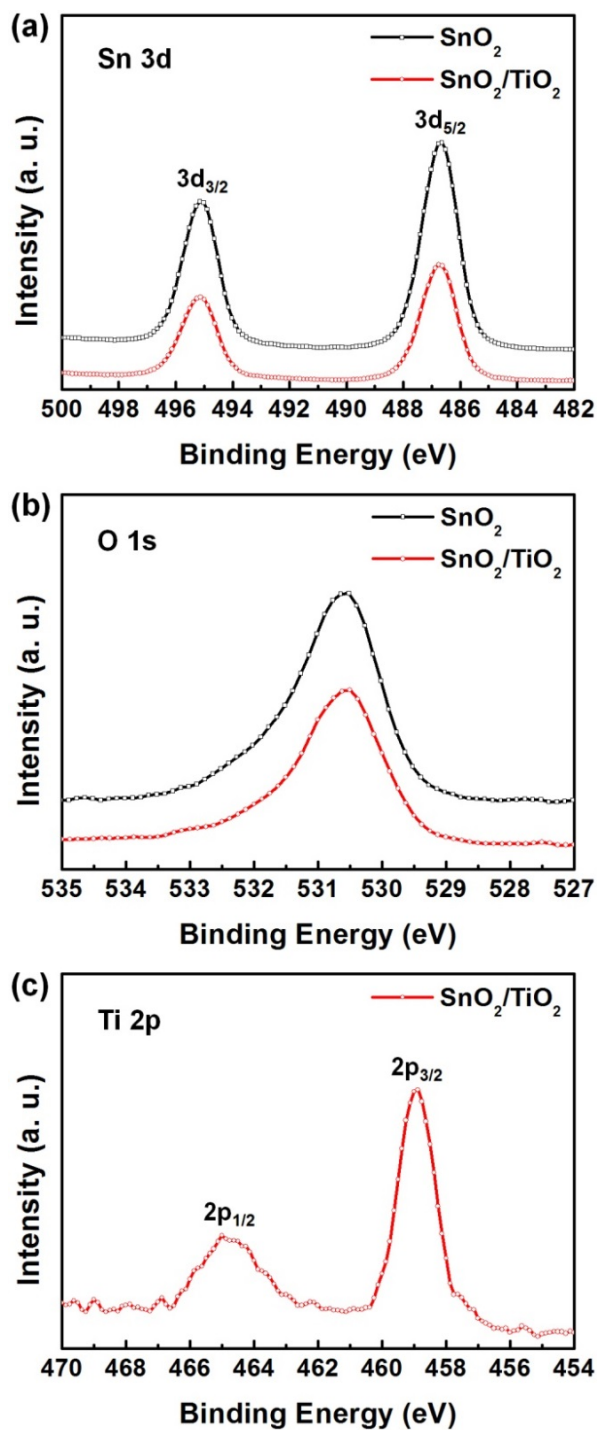 (a)
Sn 3d
SnO₂
SnO₂/TiO₂
3d₃/₂
3d₅/₂
Intensity (a. u.)
500 498 496 494 492 490 488 486 484 482
Binding Energy (eV)
(b)
O 1s
SnO₂
SnO₂/TiO₂
Intensity (a. u.)
535 534 533 532 531 530 529 528 527
Binding Energy (eV)
(c)
Ti 2p
SnO₂/TiO₂
2p₃/₂
2p₁/₂
Intensity (a. u.)
470 468 466 464 462 460 458 456 454
Binding Energy (eV)